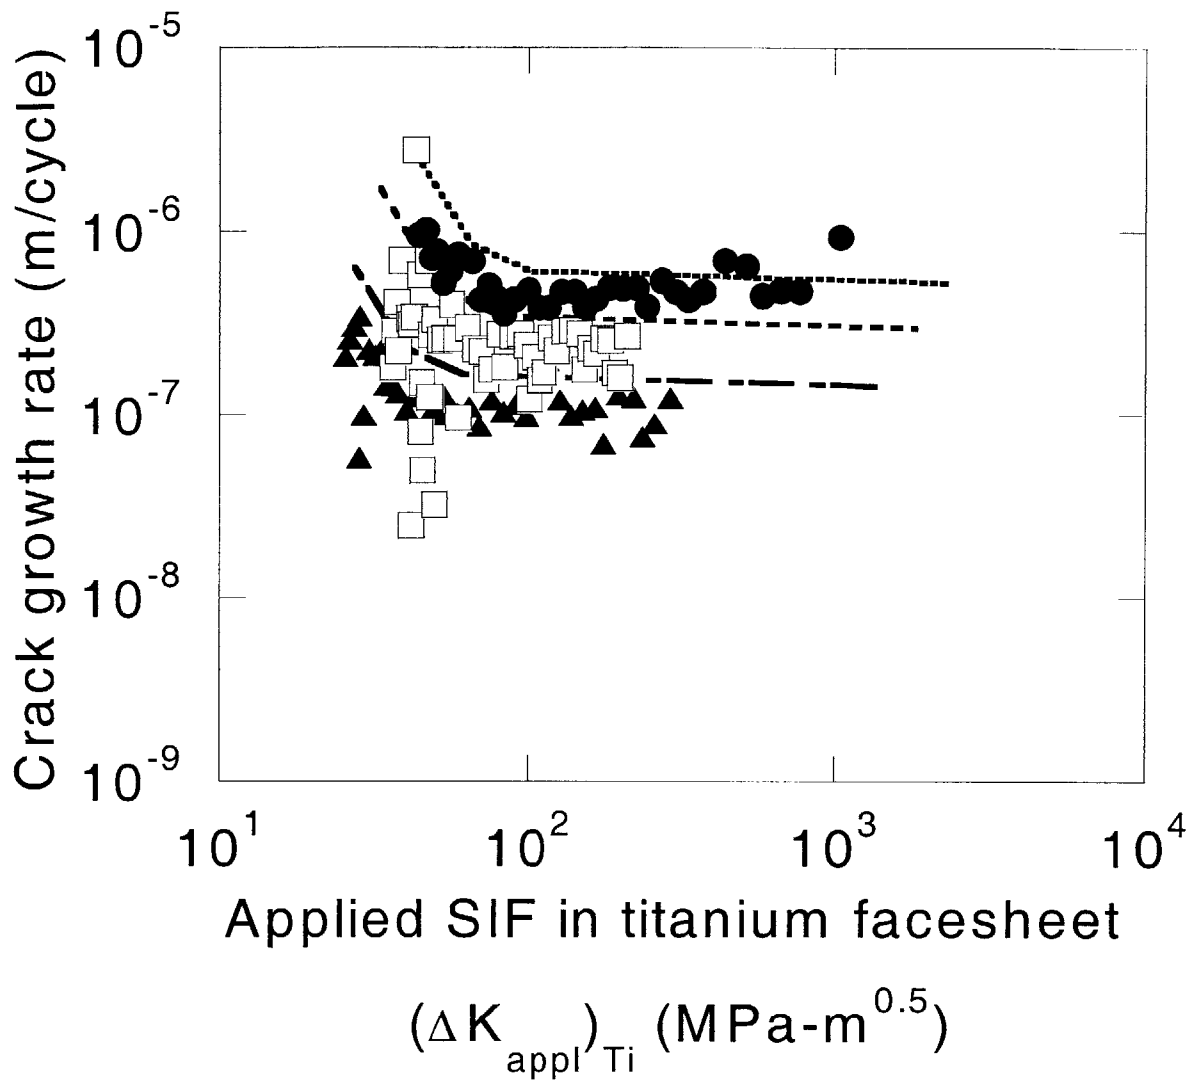 Crack growth rate (m/cycle)
10^-5
10^-6
10^-7
10^-8
10^-9
10^1 10^2 10^3 10^4
Applied SIF in titanium facesheet
(ΔK_appl)_Ti (MPa-m^0.5)